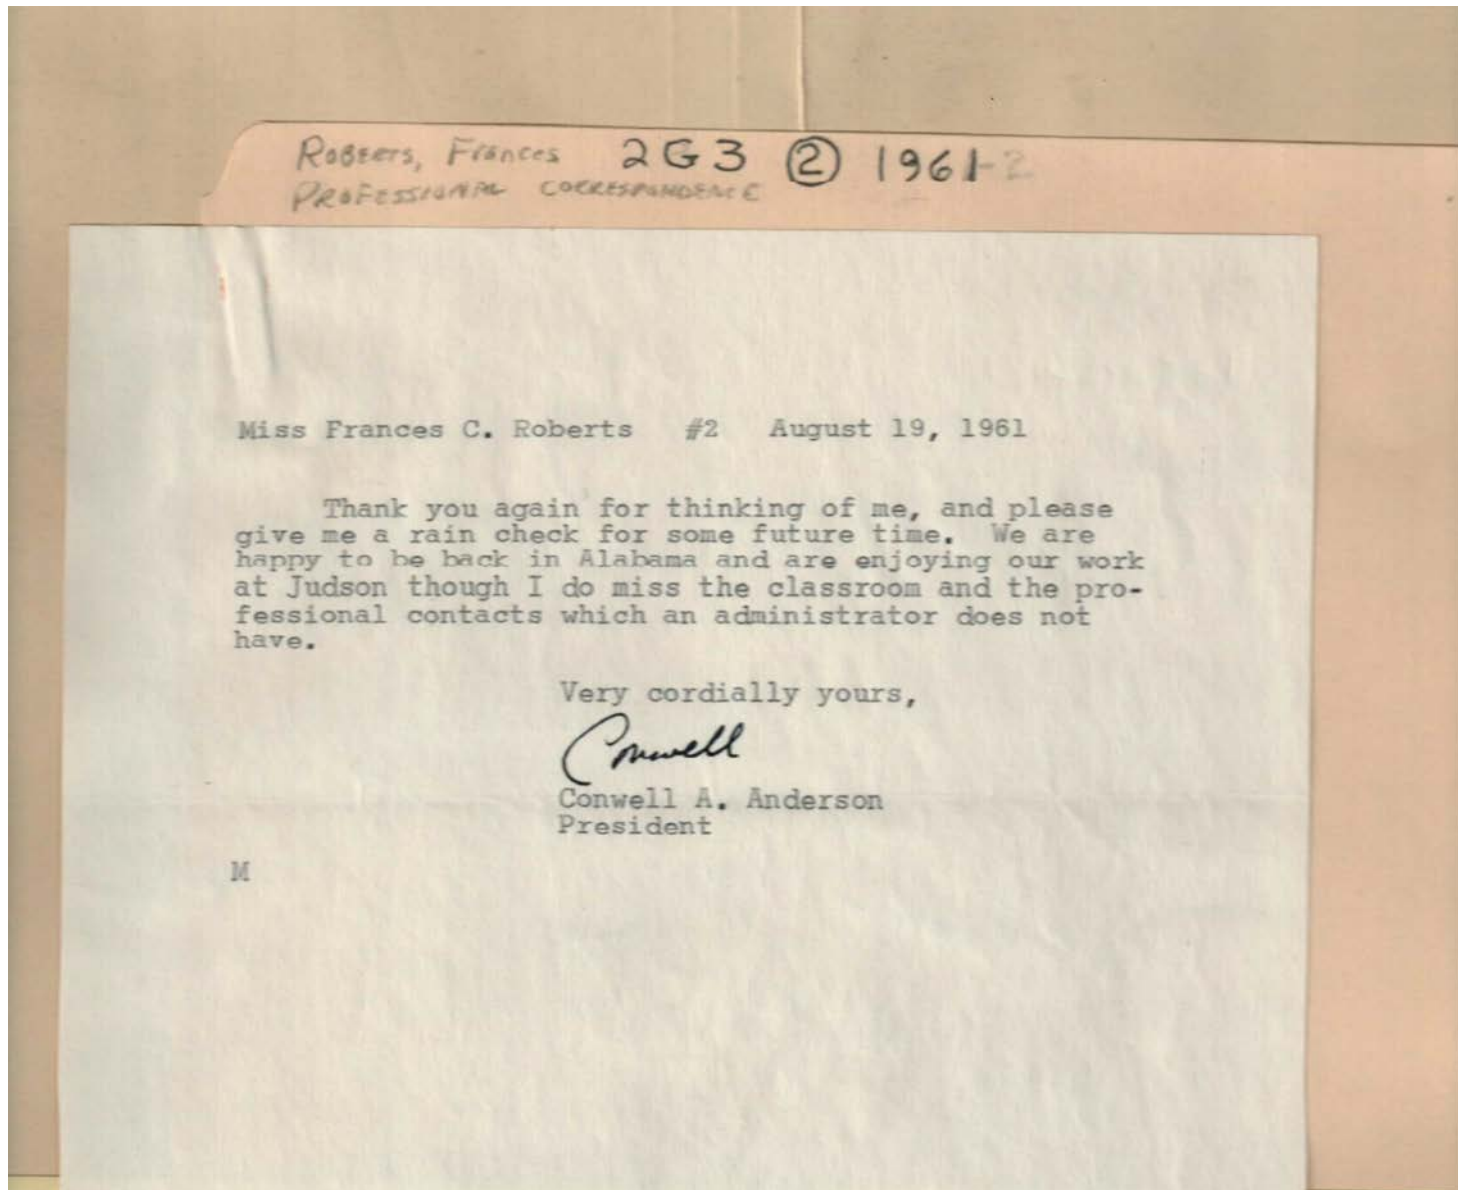 Roberts, Frances 2G3 ② 1961-2
PROFESSIONAL CORRESPONDENCE
Miss Frances C. Roberts #2 August 19, 1961
Thank you again for thinking of me, and please
give me a rain check for some future time. We are
happy to be back in Alabama and are enjoying our work
at Judson though I do miss the classroom and the pro-
fessional contacts which an administrator does not
have.
Very cordially yours,
Conwell
Conwell A. Anderson
President
M